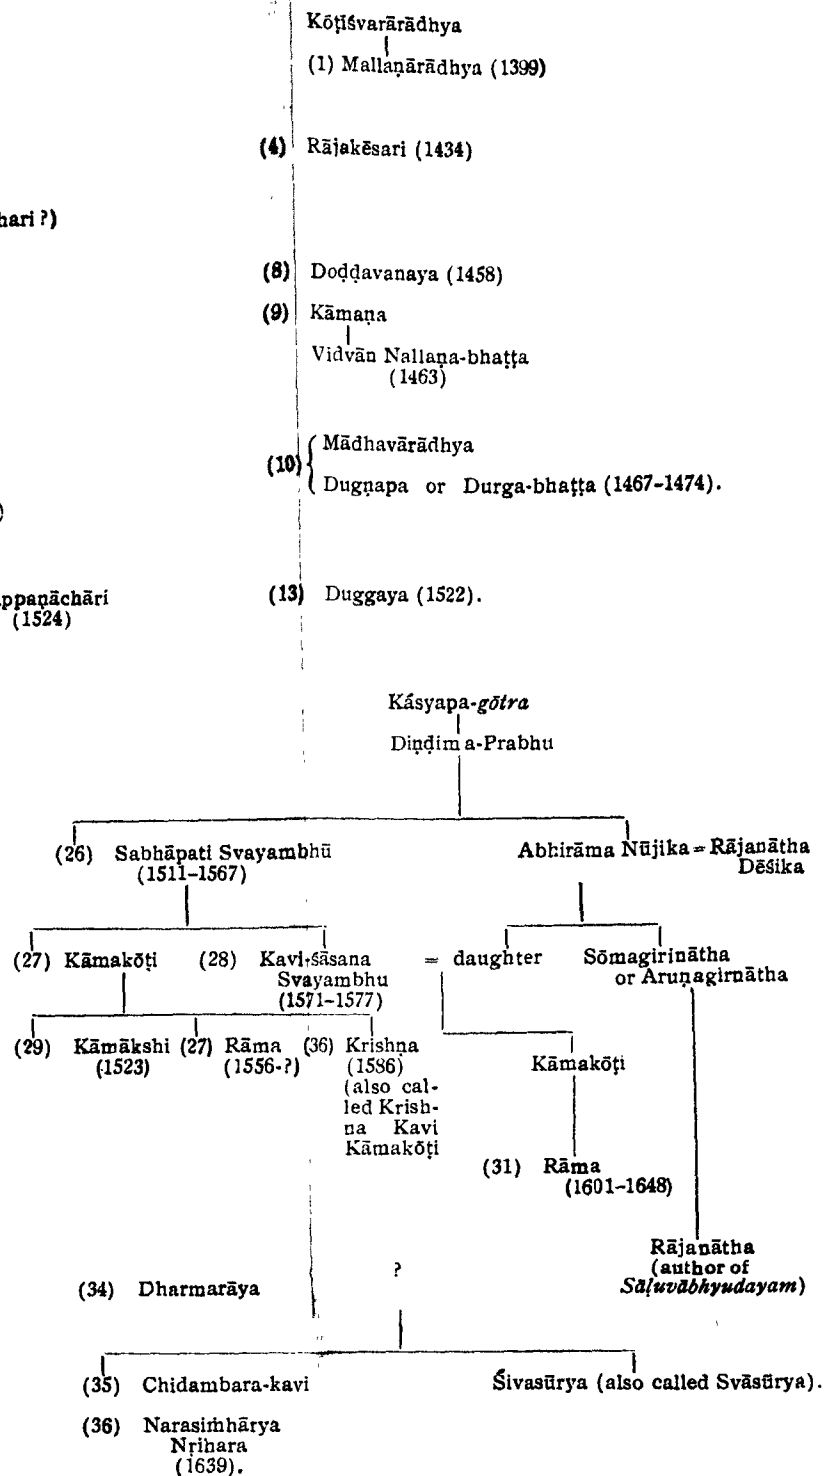 Kōṭiśvarārādhya
(1) Mallaṇārādhya (1399)
(4) Rājakēsari (1434)
hari ?)
(8) Doḍḍavanaya (1458)
(9) Kāmaṇa
Vidvān Nallaṇa-bhaṭṭa
(1463)
Mādhavārādhya
(10)
Dugṇapa or Durga-bhaṭṭa (1467–1474).
)
ppaṇāchāri
(1524)
(13) Duggaya (1522).
Káśyapa-gōtra
Diṇḍima-Prabhu
(26) Sabhāpati Svayambhū
(1511–1567)
Abhirāma Nūjika = Rājanātha
Dēśika
(27) Kāmakōṭi (28) Kavi-śāsana = daughter Sōmagirinātha
Svayambhu or Aruṇagirnātha
(1571–1577)
(29) Kāmākshi (27) Rāma (36) Krishṇa
(1523) (1556-?) (1586)
(also cal-
led Krish-
na Kavi
Kāmakōṭi
Kāmakōṭi
(31) Rāma
(1601–1648)
Rājanātha
(author of
Sāḷuvābhyudayam)
?
(34) Dharmarāya
(35) Chidambara-kavi Śivasūrya (also called Svāsūrya).
(36) Narasiṁhārya
Nṛihara
(1639).